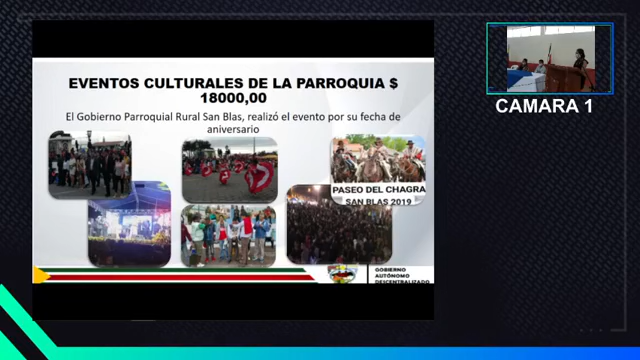 EVENTOS CULTURALES DE LA PARROQUIA $
18000,00
El Gobierno Parroquial Rural San Blas, realizó el evento por su fecha de
aniversario
PASEO DEL CHAGRA
SAN BLAS 2019
GOBIERNO
AUTÓNOMO
DESCENTRALIZADO
CAMARA 1